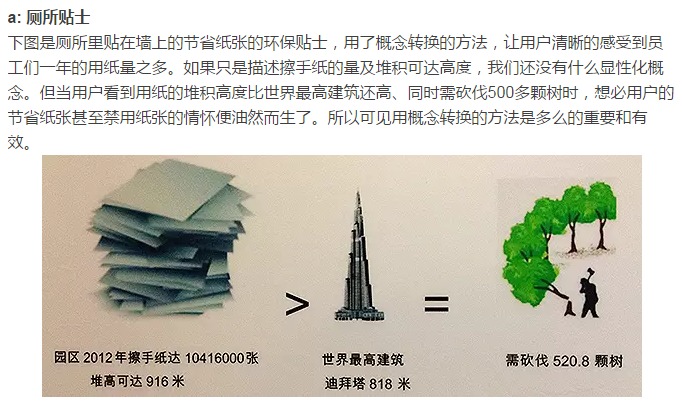 a: 厕所贴士
下图是厕所里贴在墙上的节省纸张的环保贴士，用了概念转换的方法，让用户清晰的感受到员
工们一年的用纸量之多。如果只是描述擦手纸的量及堆积可达高度，我们还没有什么显性化概
念。但当用户看到用纸的堆积高度比世界最高建筑还高、同时需砍伐500多颗树时，想必用户的
节省纸张甚至禁用纸张的情怀便油然而生了。所以可见用概念转换的方法是多么的重要和有
效。
> =
园区 2012 年擦手纸达 10416000 张 世界最高建筑 需砍伐 520.8 颗树
堆高可达 916 米 迪拜塔 818 米